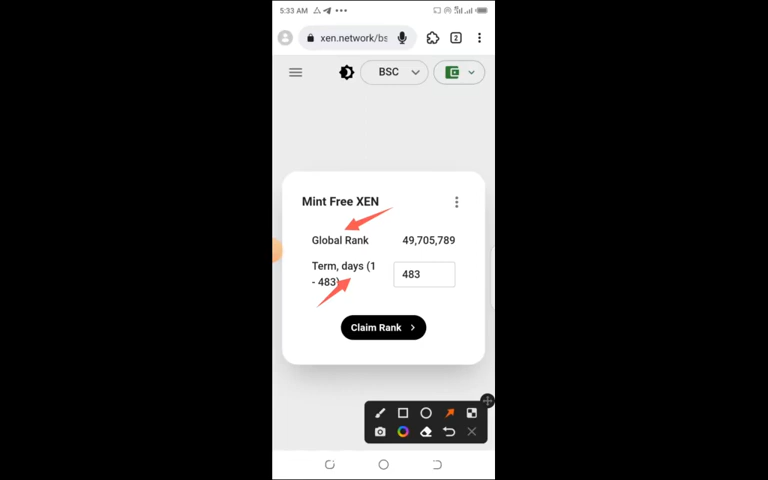 5:33 AM
xen.network/bs
2
BSC
Mint Free XEN
Global Rank 49,705,789
Term, days (1
- 483) 483
Claim Rank